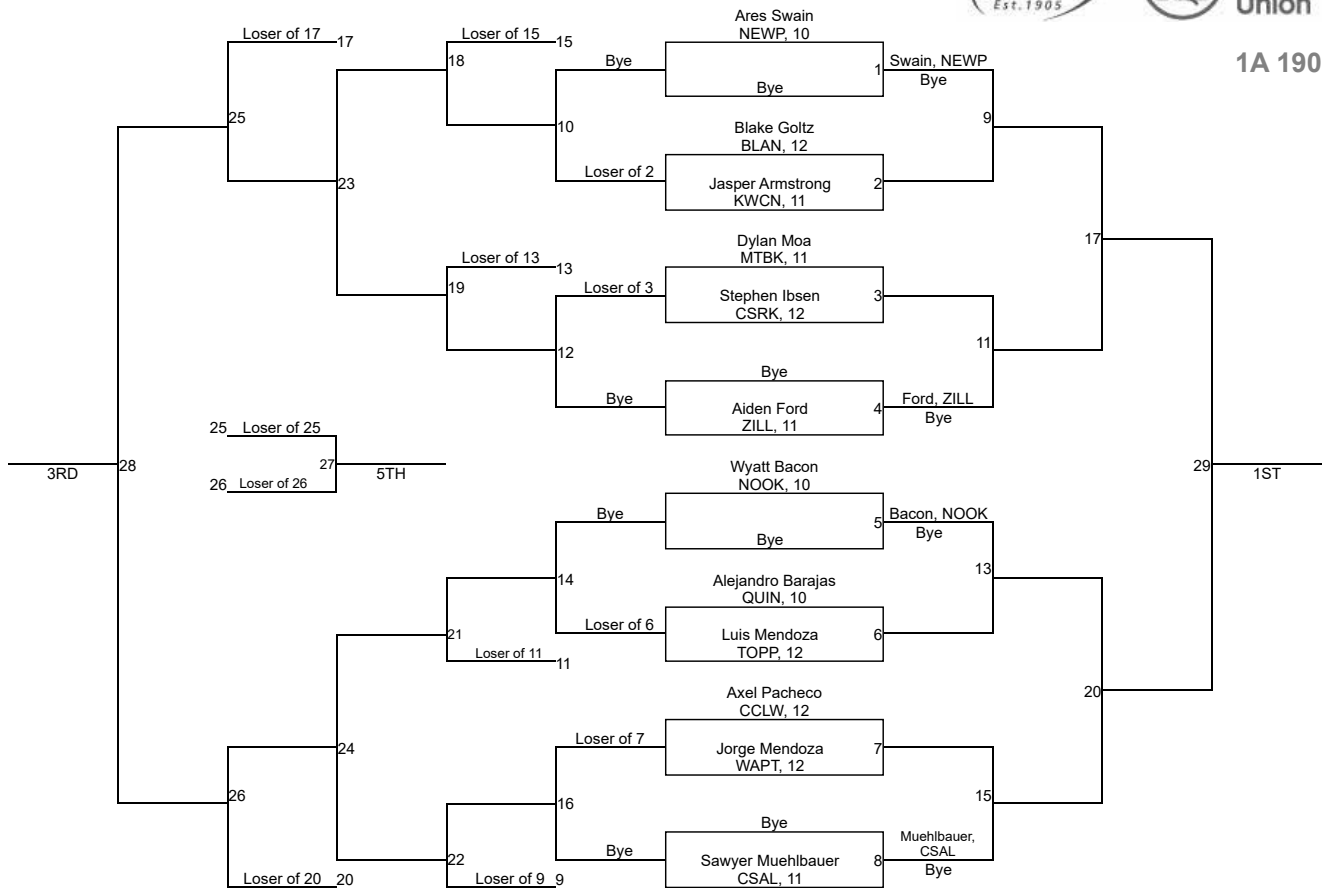 Est. 1905
Union
1A 190
Ares Swain
NEWP, 10
Loser of 17 17
Loser of 15 15
18
Bye
1
Swain, NEWP
Bye
Bye
25
10
Blake Goltz
BLAN, 12
9
Loser of 2
Jasper Armstrong
KWCN, 11
2
23
Dylan Moa
MTBK, 11
17
Loser of 13 13
19
Loser of 3
Stephen Ibsen
CSRK, 12
3
12
11
Bye
Bye
Aiden Ford
ZILL, 11
4
Ford, ZILL
Bye
25 Loser of 25
3RD
28
27
5TH
26 Loser of 26
Wyatt Bacon
NOOK, 10
29
1ST
Bye
5
Bacon, NOOK
Bye
Bye
14
13
Alejandro Barajas
QUIN, 10
21
Loser of 6
Luis Mendoza
TOPP, 12
6
Loser of 11 11
Axel Pacheco
CCLW, 12
20
24
Loser of 7
Jorge Mendoza
WAPT, 12
7
26
16
15
Bye
22
Bye
Sawyer Muehlbauer
CSAL, 11
8
Muehlbauer,
CSAL
Bye
Loser of 20 20
Loser of 9 9